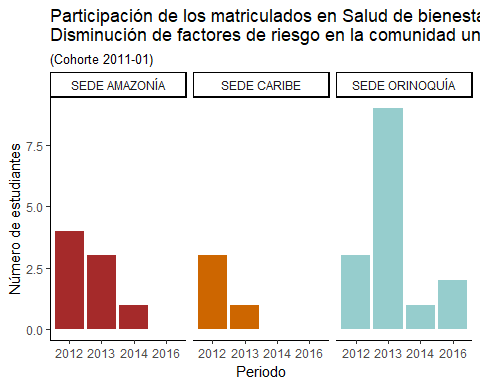 Participación de los matriculados en Salud de bienesta
Disminución de factores de riesgo en la comunidad un
(Cohorte 2011-01)
SEDE AMAZONÍA SEDE CARIBE SEDE ORINOQUÍA
Número de estudiantes
7.5
5.0
2.5
0.0
2012 2013 2014 2016 2012 2013 2014 2016 2012 2013 2014 2016
Periodo